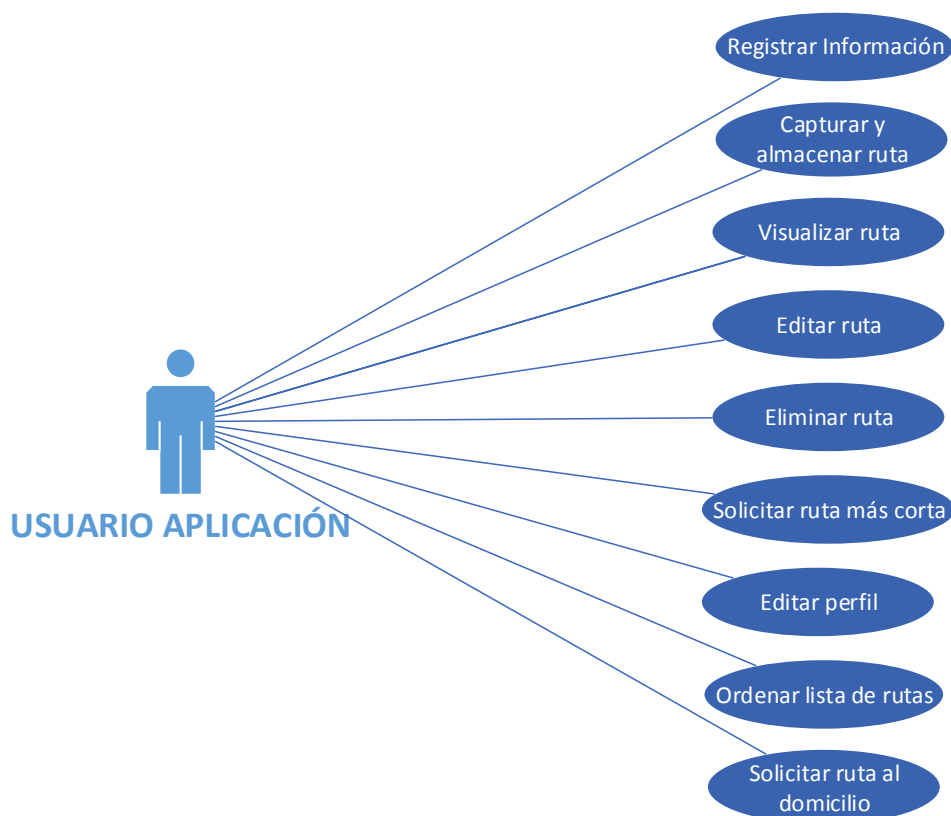 Registrar Información
Capturar y
almacenar ruta
Visualizar ruta
Editar ruta
Eliminar ruta
Solicitar ruta más corta
USUARIO APLICACIÓN
Editar perfil
Ordenar lista de rutas
Solicitar ruta al
domicilio